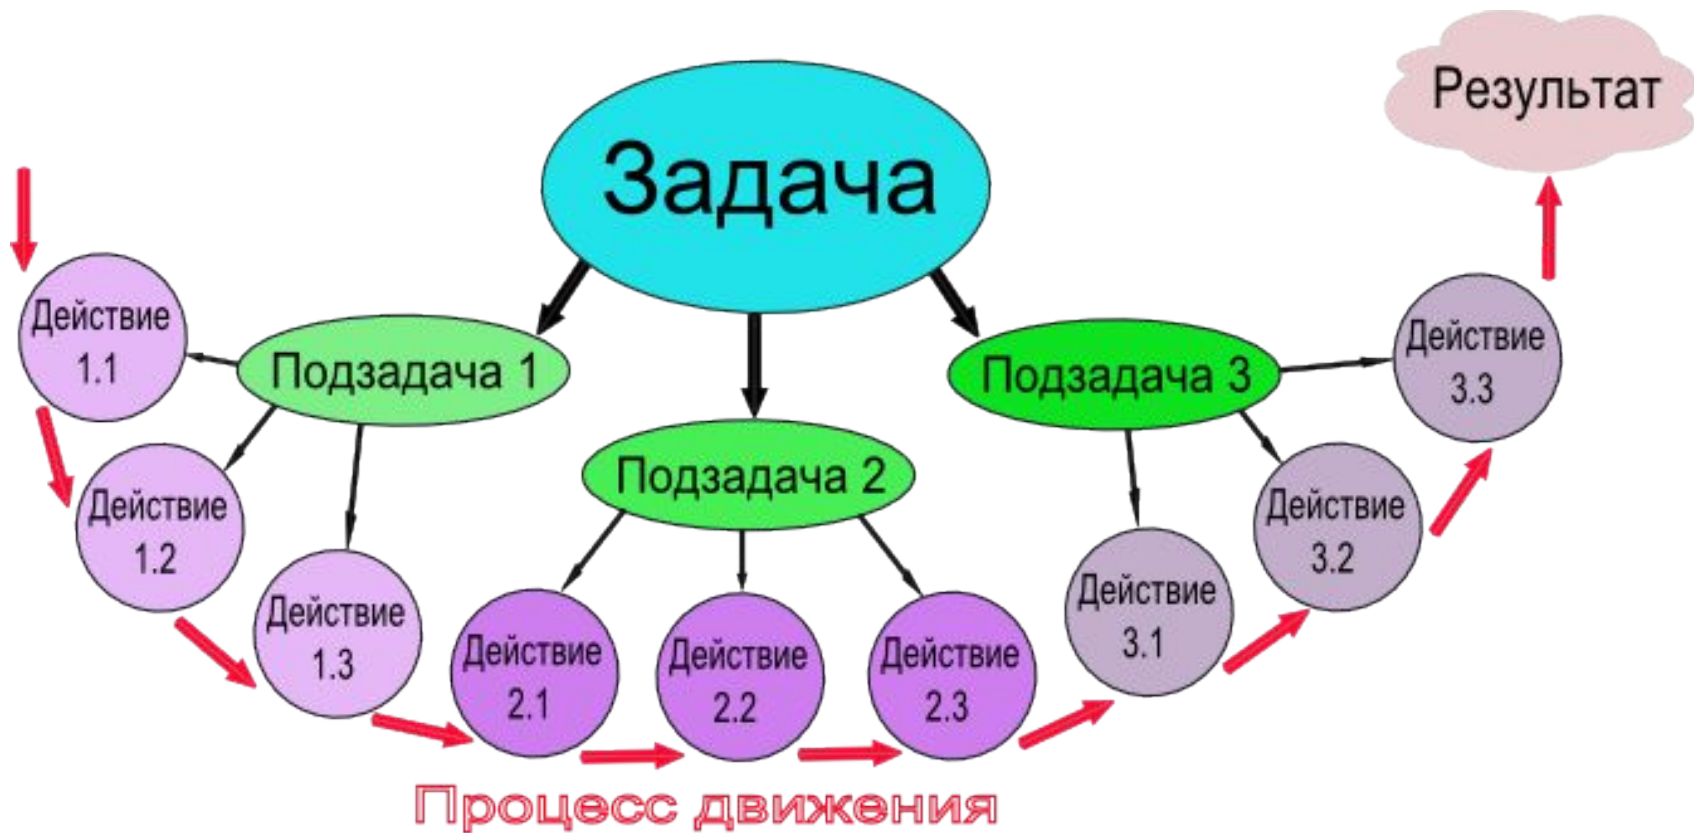 Результат
Задача
Действие
1.1
Подзадача 1
Подзадача 3
Действие
3.3
Подзадача 2
Действие
1.2
Действие
3.2
Действие
1.3
Действие
3.1
Действие
2.1
Действие
2.2
Действие
2.3
Процесс движения